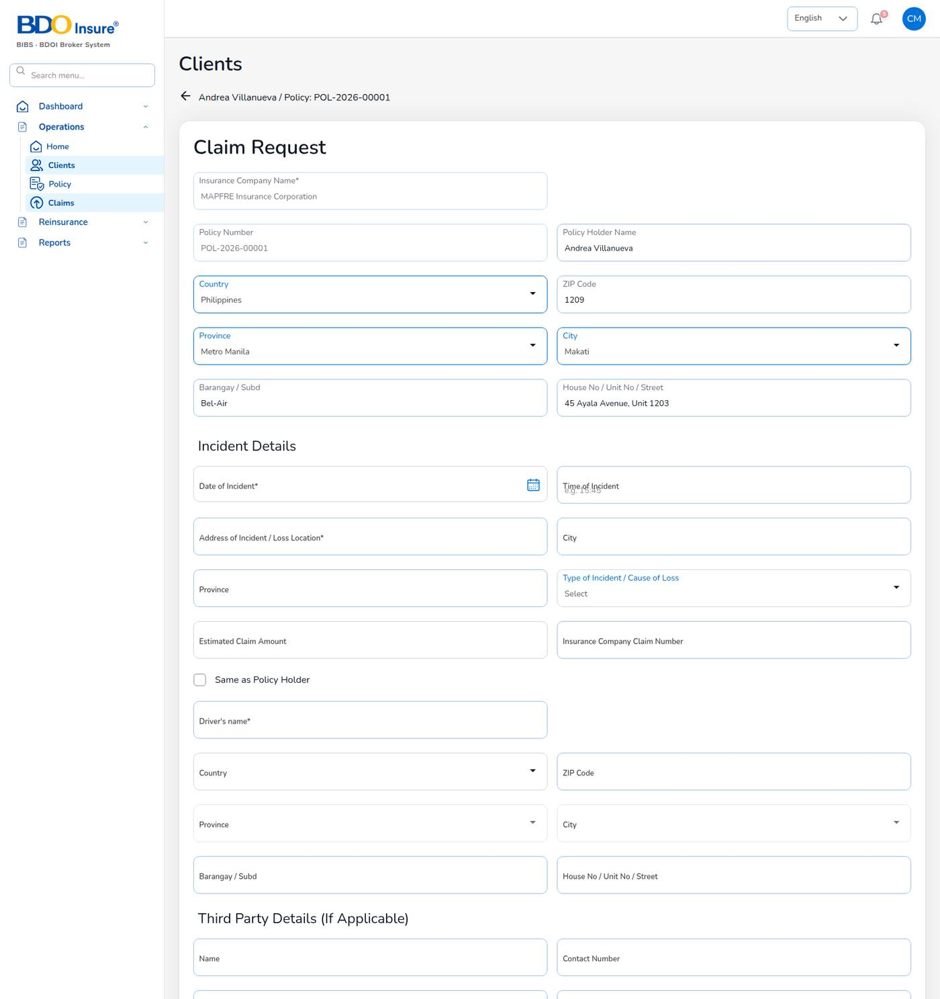 BDO Insure®
BIBS · BDOI Broker System
Search menu...
Dashboard
Operations
Home
Clients
Policy
Claims
Reinsurance
Reports
English
5
CM
Clients
Andrea Villanueva / Policy: POL-2026-00001
Claim Request
Insurance Company Name*
MAPFRE Insurance Corporation
Policy Number
POL-2026-00001
Policy Holder Name
Andrea Villanueva
Country
Philippines
ZIP Code
1209
Province
Metro Manila
City
Makati
Barangay / Subd
Bel-Air
House No / Unit No / Street
45 Ayala Avenue, Unit 1203
Incident Details
Date of Incident*
Time of Incident
e.g. 15:45
Address of Incident / Loss Location*
City
Province
Type of Incident / Cause of Loss
Select
Estimated Claim Amount
Insurance Company Claim Number
Same as Policy Holder
Driver's name*
Country
ZIP Code
Province
City
Barangay / Subd
House No / Unit No / Street
Third Party Details (If Applicable)
Name
Contact Number